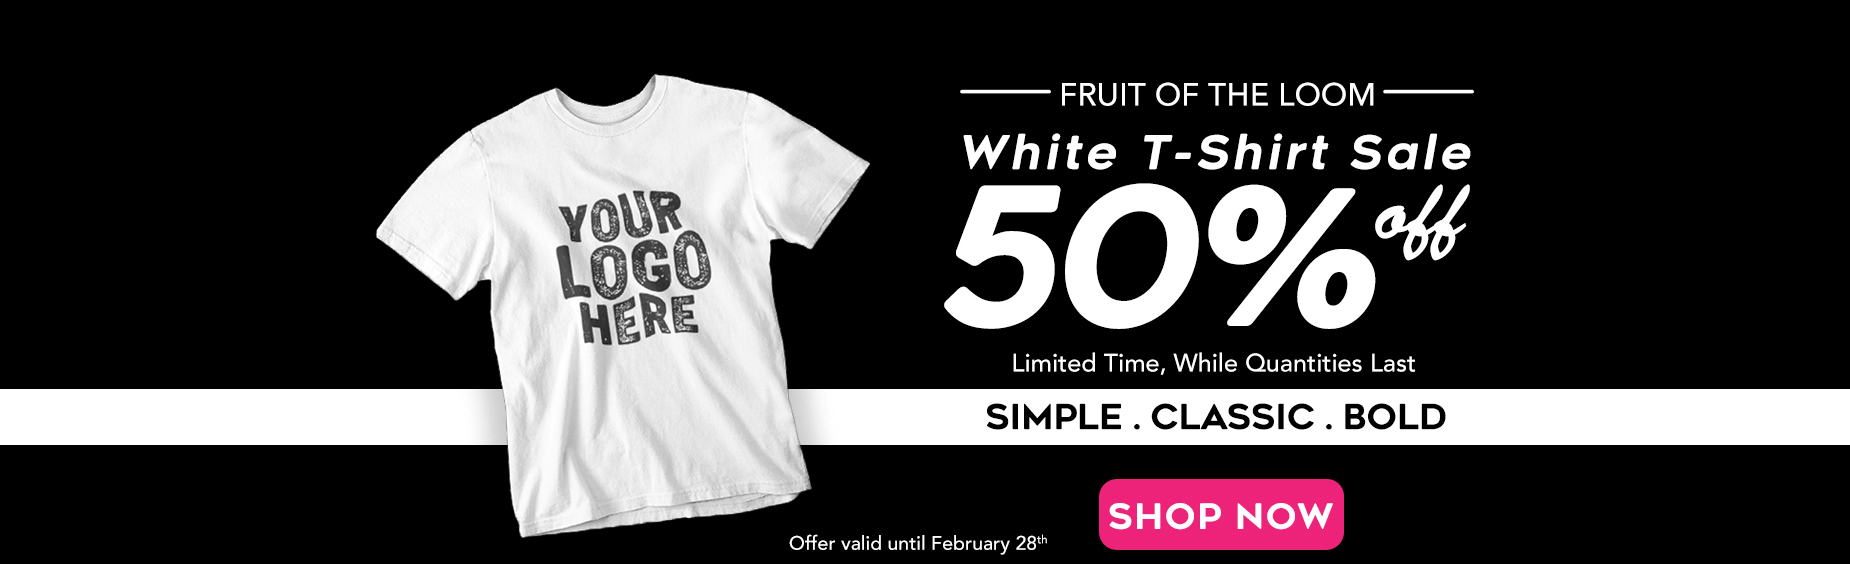 YOUR
LOGO
HERE
FRUIT OF THE LOOM
White T-Shirt Sale
50% off
Limited Time, While Quantities Last
SIMPLE . CLASSIC . BOLD
SHOP NOW
Offer valid until February 28th